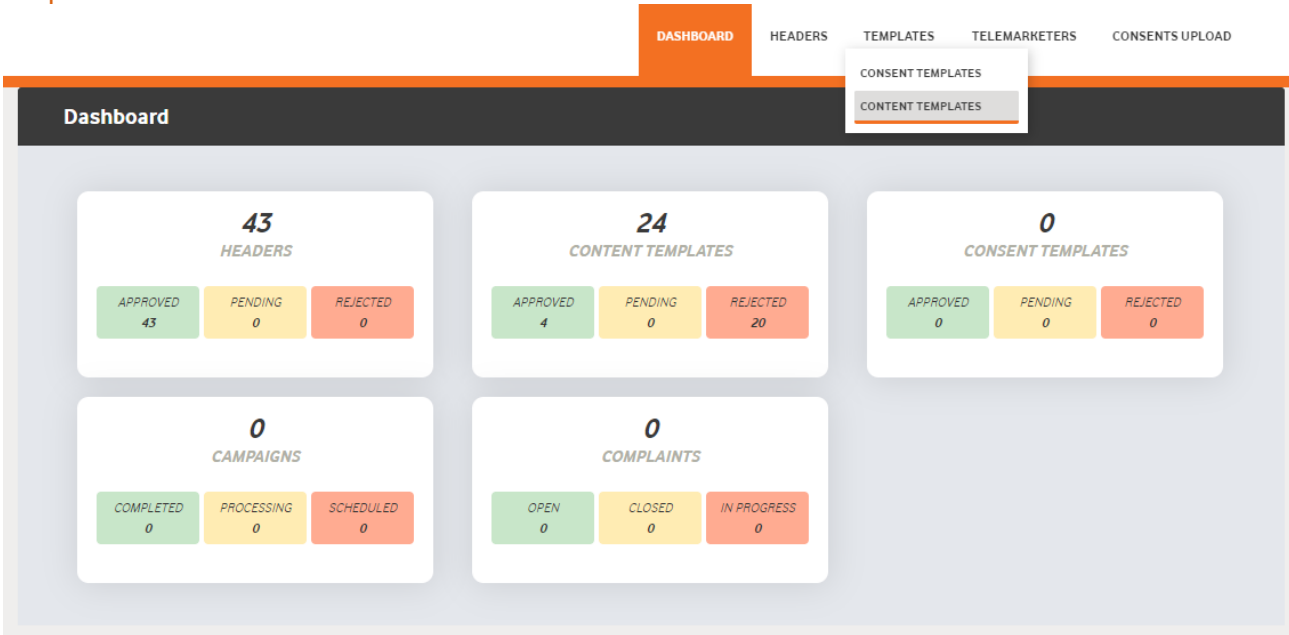 DASHBOARD HEADERS TEMPLATES TELEMARKETERS CONSENTS UPLOAD
CONSENT TEMPLATES
CONTENT TEMPLATES
Dashboard
43
HEADERS
APPROVED PENDING REJECTED
43 0 0
24
CONTENT TEMPLATES
APPROVED PENDING REJECTED
4 0 20
0
CONSENT TEMPLATES
APPROVED PENDING REJECTED
0 0 0
0
CAMPAIGNS
COMPLETED PROCESSING SCHEDULED
0 0 0
0
COMPLAINTS
OPEN CLOSED IN PROGRESS
0 0 0